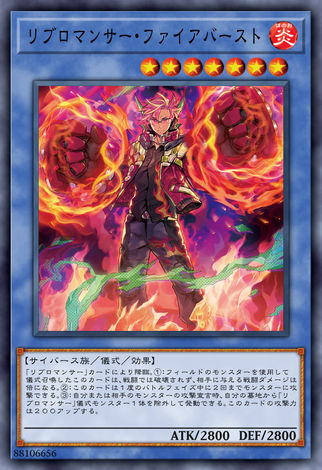 リブロマンサー・ファイアバースト
ほのお
炎
【サイバース族／儀式／効果】
「リブロマンサー」カードにより降臨。①：フィールドのモンスターを使用して
儀式召喚したこのカードは、戦闘では破壊されず、相手に与える戦闘ダメージは
倍になる。②：このカードは１度のバトルフェイズ中に２回までモンスターに攻
撃できる。③：自分または相手のモンスターの攻撃宣言時、自分の墓地から「リ
ブロマンサー」儀式モンスター１体を除外して発動できる。このカードの攻撃力
は２００アップする。
ATK/2800 DEF/2800
88106656